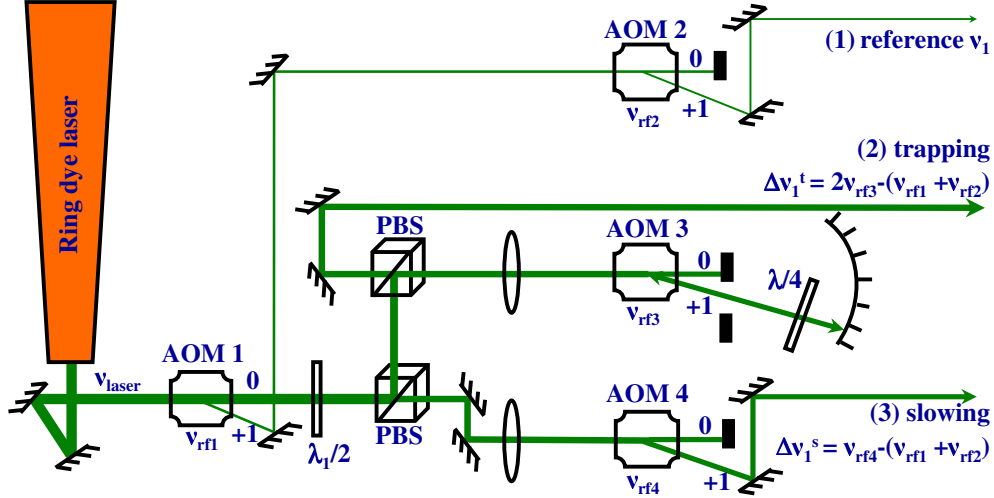 Ring dye laser
AOM 2
0
+1
νrf2
(1) reference ν1
(2) trapping
Δν1ᵗ = 2νrf3-(νrf1 +νrf2)
PBS
AOM 3
0
+1
νrf3
λ/4
νlaser
AOM 1
0
+1
νrf1
λ1/2
PBS
AOM 4
0
+1
νrf4
(3) slowing
Δν1ˢ = νrf4-(νrf1 +νrf2)